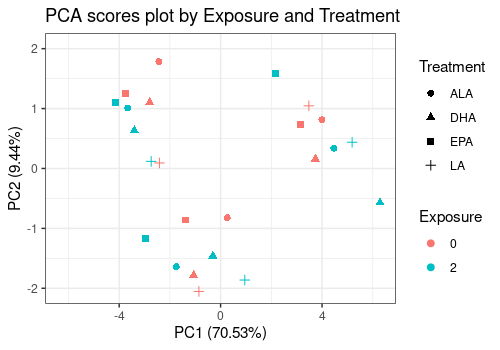 PCA scores plot by Exposure and Treatment
PC2 (9.44%)
2
1
0
-1
-2
-4
0
4
PC1 (70.53%)
Treatment
ALA
DHA
EPA
LA
Exposure
0
2